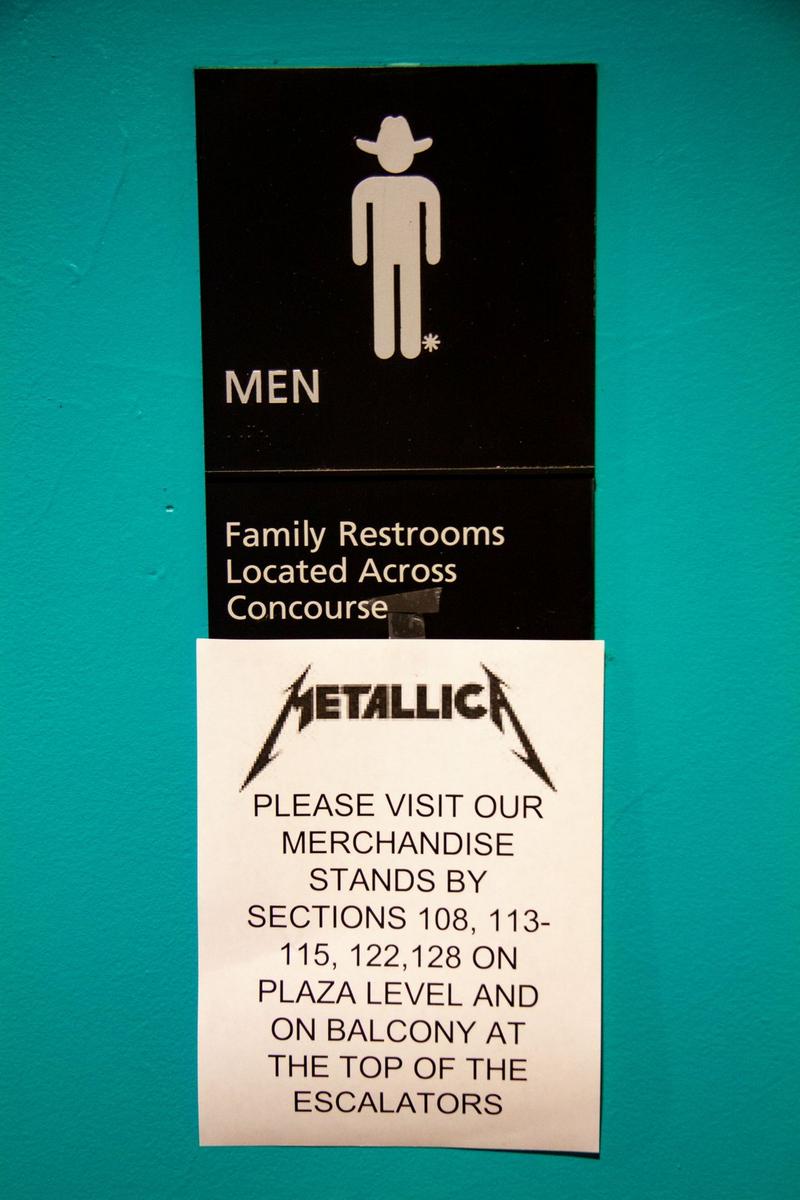 MEN
Family Restrooms
Located Across
Concourse
METALLICA
PLEASE VISIT OUR
MERCHANDISE
STANDS BY
SECTIONS 108, 113-
115, 122,128 ON
PLAZA LEVEL AND
ON BALCONY AT
THE TOP OF THE
ESCALATORS